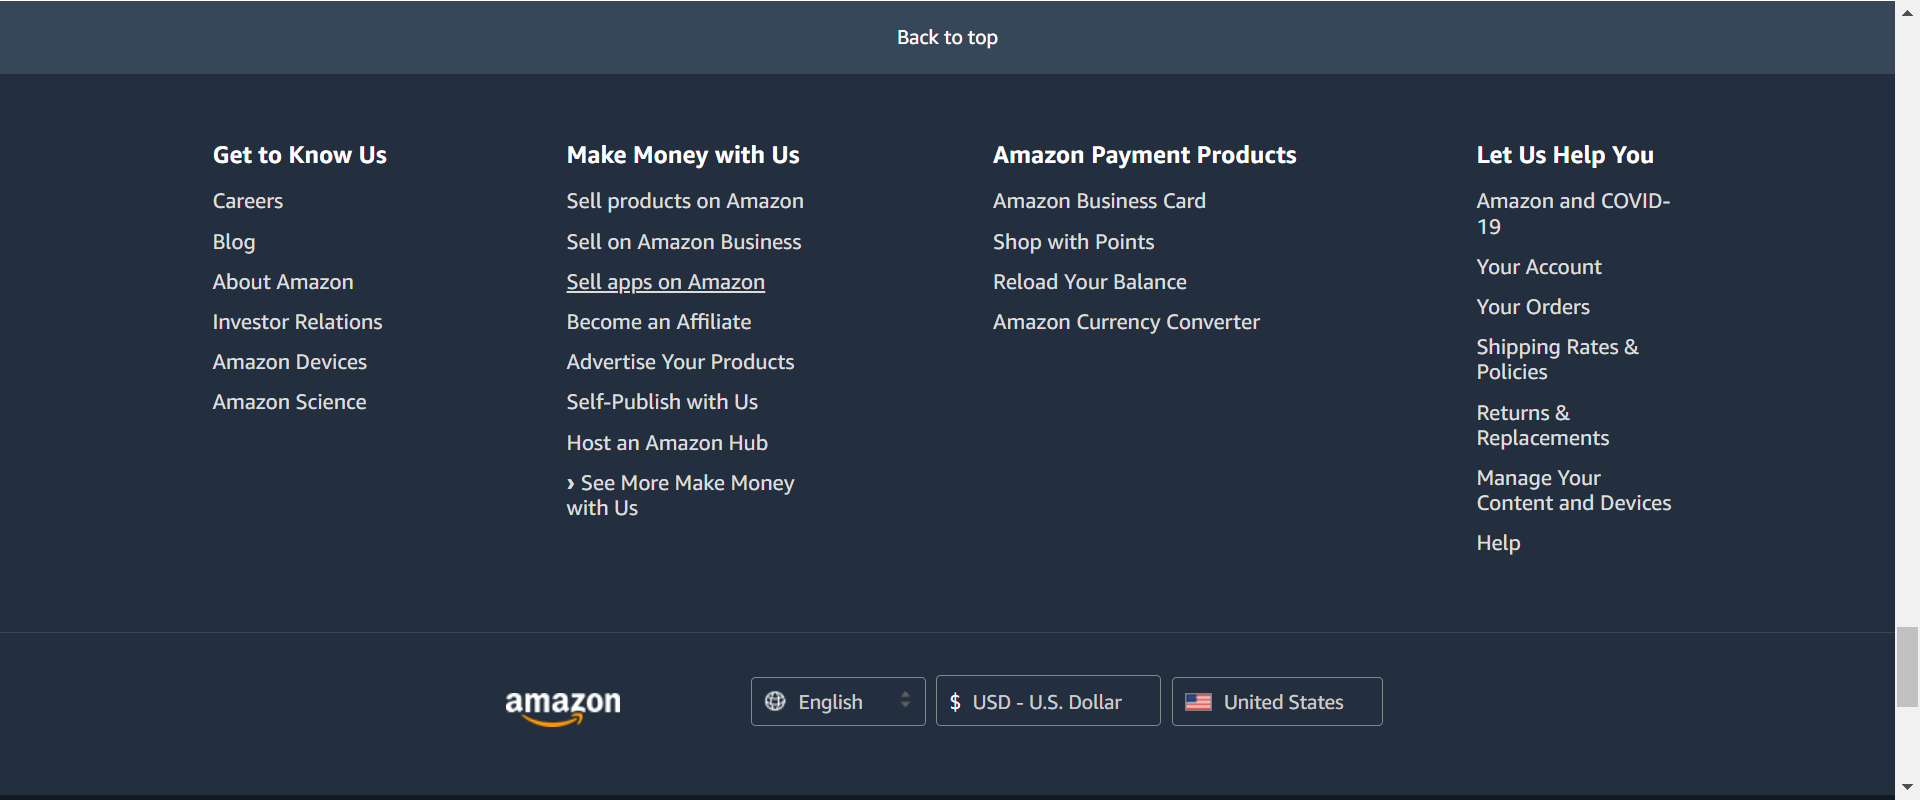 Back to top
Get to Know Us
Careers
Blog
About Amazon
Investor Relations
Amazon Devices
Amazon Science
Make Money with Us
Sell products on Amazon
Sell on Amazon Business
Sell apps on Amazon
Become an Affiliate
Advertise Your Products
Self-Publish with Us
Host an Amazon Hub
› See More Make Money
with Us
Amazon Payment Products
Amazon Business Card
Shop with Points
Reload Your Balance
Amazon Currency Converter
Let Us Help You
Amazon and COVID-
19
Your Account
Your Orders
Shipping Rates &
Policies
Returns &
Replacements
Manage Your
Content and Devices
Help
amazon
English
$ USD - U.S. Dollar
United States